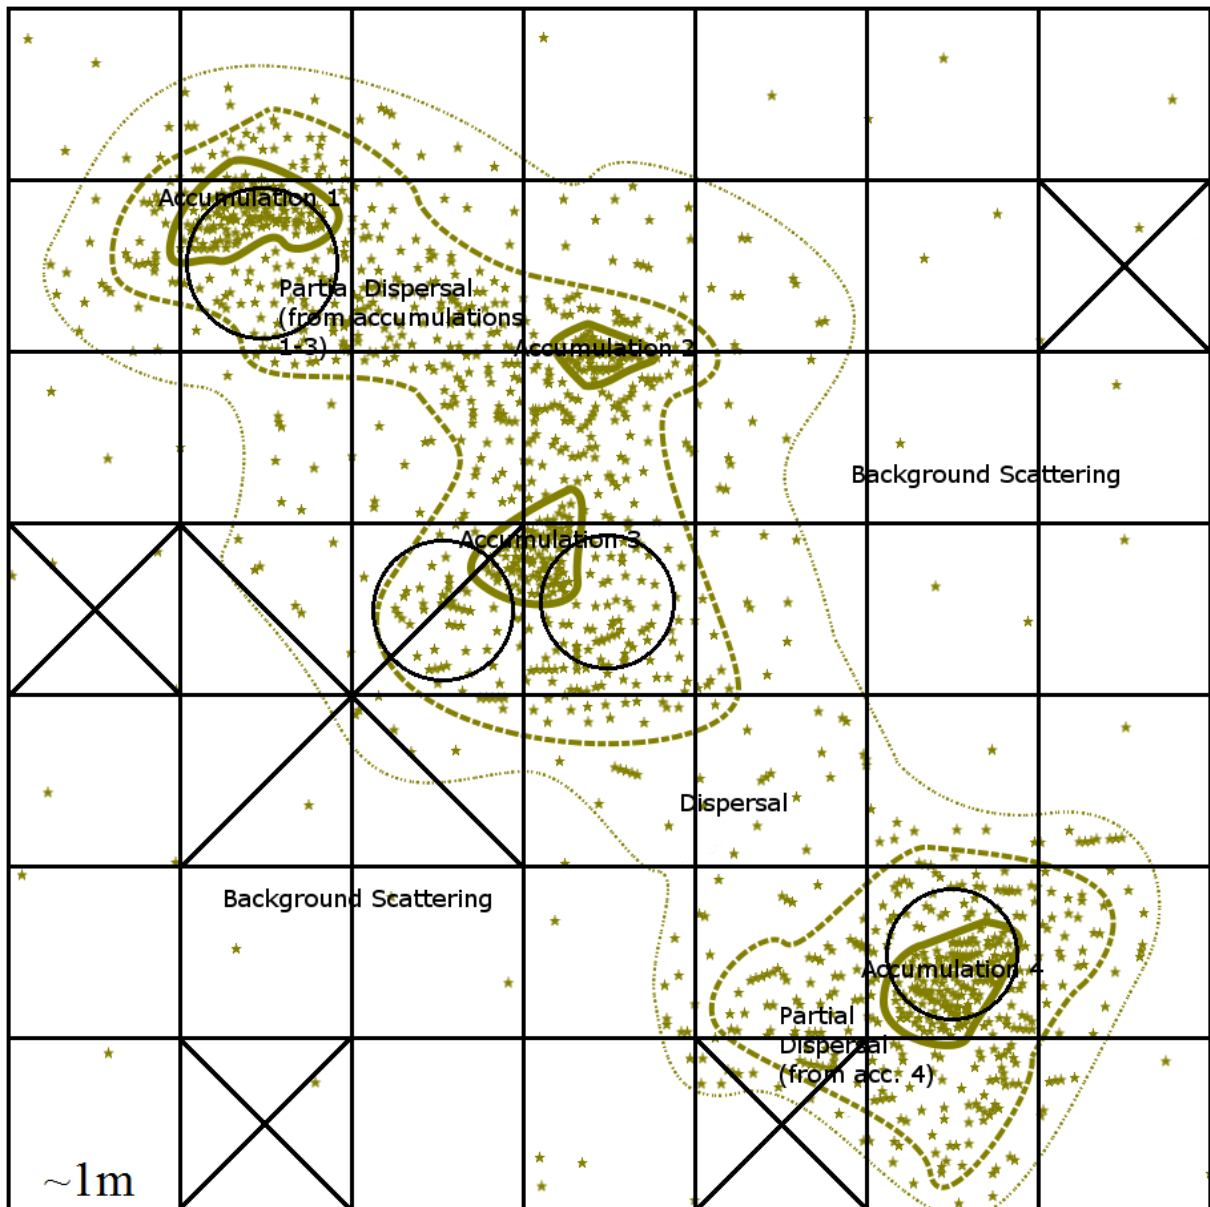 Accumulation 1
Partial Dispersal
(from accumulations
1-3)
Accumulation 2
Background Scattering
Accumulation 3
Dispersal
Background Scattering
Accumulation 4
Partial
Dispersal
(from acc. 4)
~1m